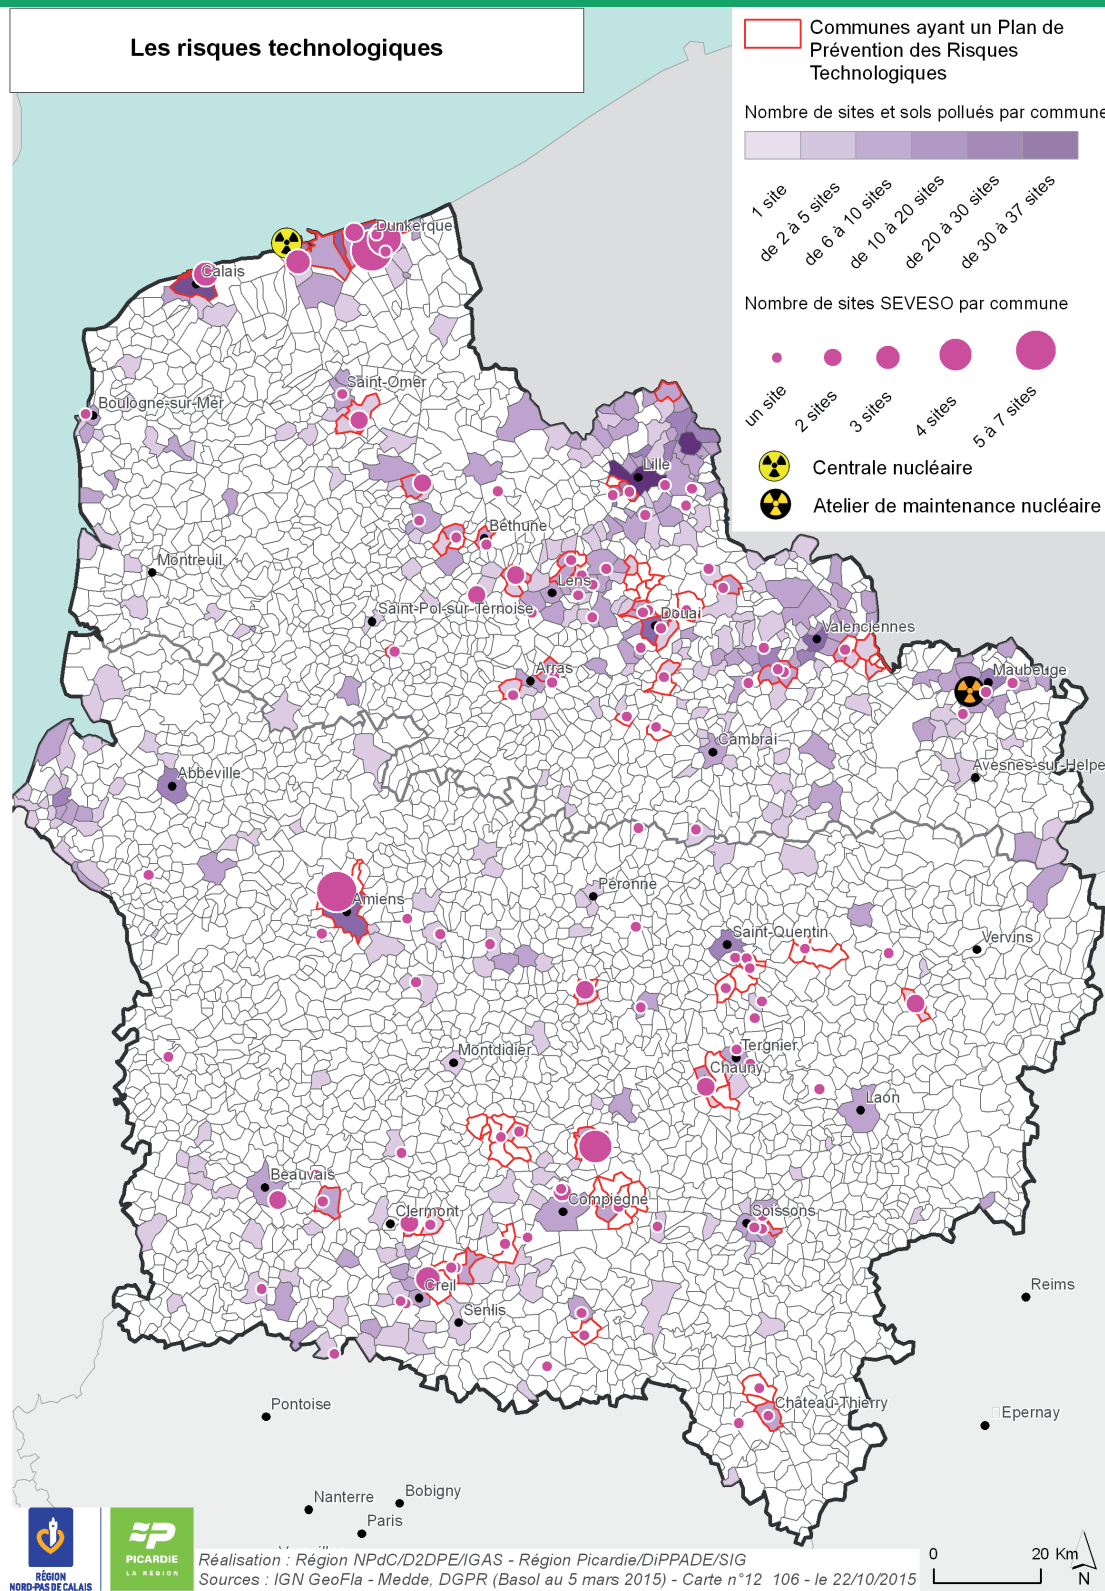 Les risques technologiques
Communes ayant un Plan de
Prévention des Risques
Technologiques
Nombre de sites et sols pollués par commune
1 site
de 2 à 5 sites
de 6 à 10 sites
de 10 à 20 sites
de 20 à 30 sites
de 30 à 37 sites
Nombre de sites SEVESO par commune
un site
2 sites
3 sites
4 sites
5 à 7 sites
Centrale nucléaire
Atelier de maintenance nucléaire
Dunkerque
Calais
Saint-Omer
Boulogne-sur-Mer
Lille
Béthune
Montreuil
Lens
Saint-Pol-sur-Ternoise
Douai
Valenciennes
Arras
Maubeuge
Cambrai
Avesnes-sur-Helpe
Abbeville
Péronne
Amiens
Saint-Quentin
Vervins
Montdidier
Tergnier
Chauny
Laon
Beauvais
Compiègne
Clermont
Soissons
Creil
Senlis
Reims
Château-Thierry
Pontoise
Epernay
Nanterre
Bobigny
Paris
RÉGION
NORD-PAS DE CALAIS
PICARDIE
LA RÉGION
Réalisation : Région NPdC/D2DPE/IGAS - Région Picardie/DiPPADE/SIG
Sources : IGN GeoFla - Medde, DGPR (Basol au 5 mars 2015) - Carte n°12 106 - le 22/10/2015
0 20 Km
N